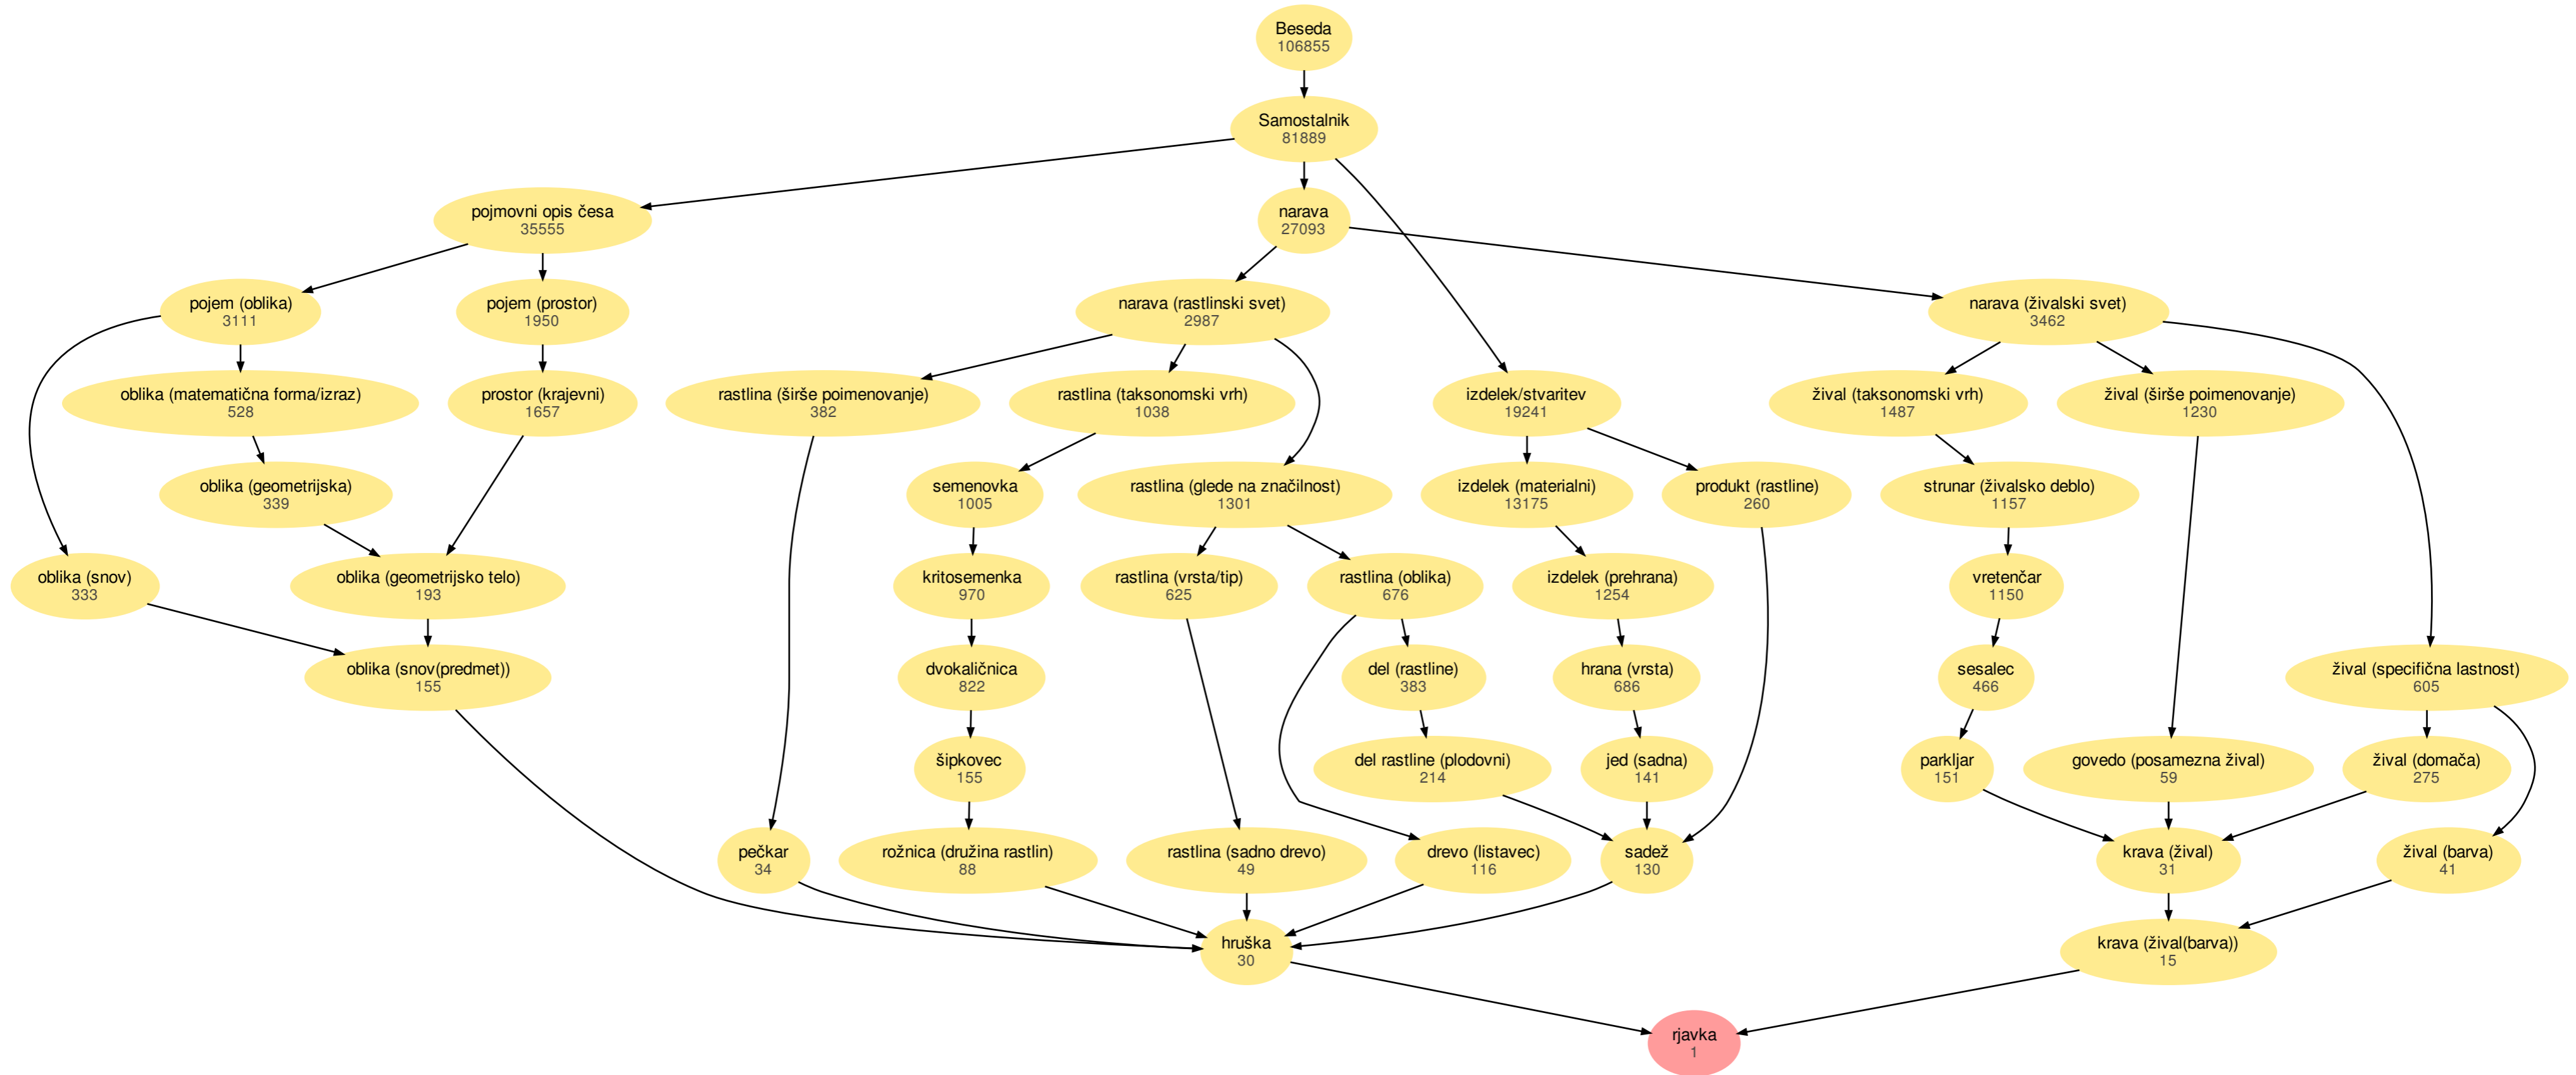 Beseda
106855
Samostalnik
81889
pojmovni opis česa
35555
narava
27093
pojem (oblika)
3111
pojem (prostor)
1950
narava (rastlinski svet)
2987
narava (živalski svet)
3462
oblika (matematična forma/izraz)
528
prostor (krajevni)
1657
rastlina (širše poimenovanje)
382
rastlina (taksonomski vrh)
1038
izdelek/stvaritev
19241
žival (taksonomski vrh)
1487
žival (širše poimenovanje)
1230
oblika (geometrijska)
339
semenovka
1005
rastlina (glede na značilnost)
1301
izdelek (materialni)
13175
produkt (rastline)
260
strunar (živalsko deblo)
1157
oblika (snov)
333
oblika (geometrijsko telo)
193
kritosemenka
970
rastlina (vrsta/tip)
625
rastlina (oblika)
676
izdelek (prehrana)
1254
vretenčar
1150
oblika (snov(predmet))
155
dvokaličnica
822
del (rastline)
383
hrana (vrsta)
686
sesalec
466
žival (specifična lastnost)
605
šipkovec
155
del rastline (plodovni)
214
jed (sadna)
141
parkljar
151
govedo (posamezna žival)
59
žival (domača)
275
pečkar
34
rožnica (družina rastlin)
88
rastlina (sadno drevo)
49
drevo (listavec)
116
sadež
130
krava (žival)
31
žival (barva)
41
hruška
30
krava (žival(barva))
15
rjavka
1